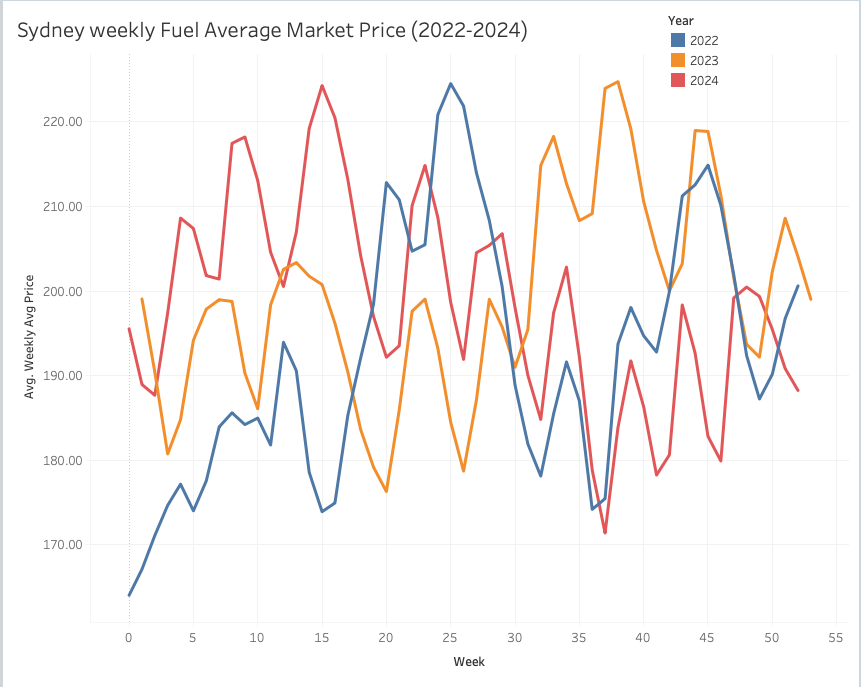 Sydney weekly Fuel Average Market Price (2022-2024)
Year
2022
2023
2024
Avg. Weekly Avg Price
220.00
210.00
200.00
190.00
180.00
170.00
0 5 10 15 20 25 30 35 40 45 50 55
Week